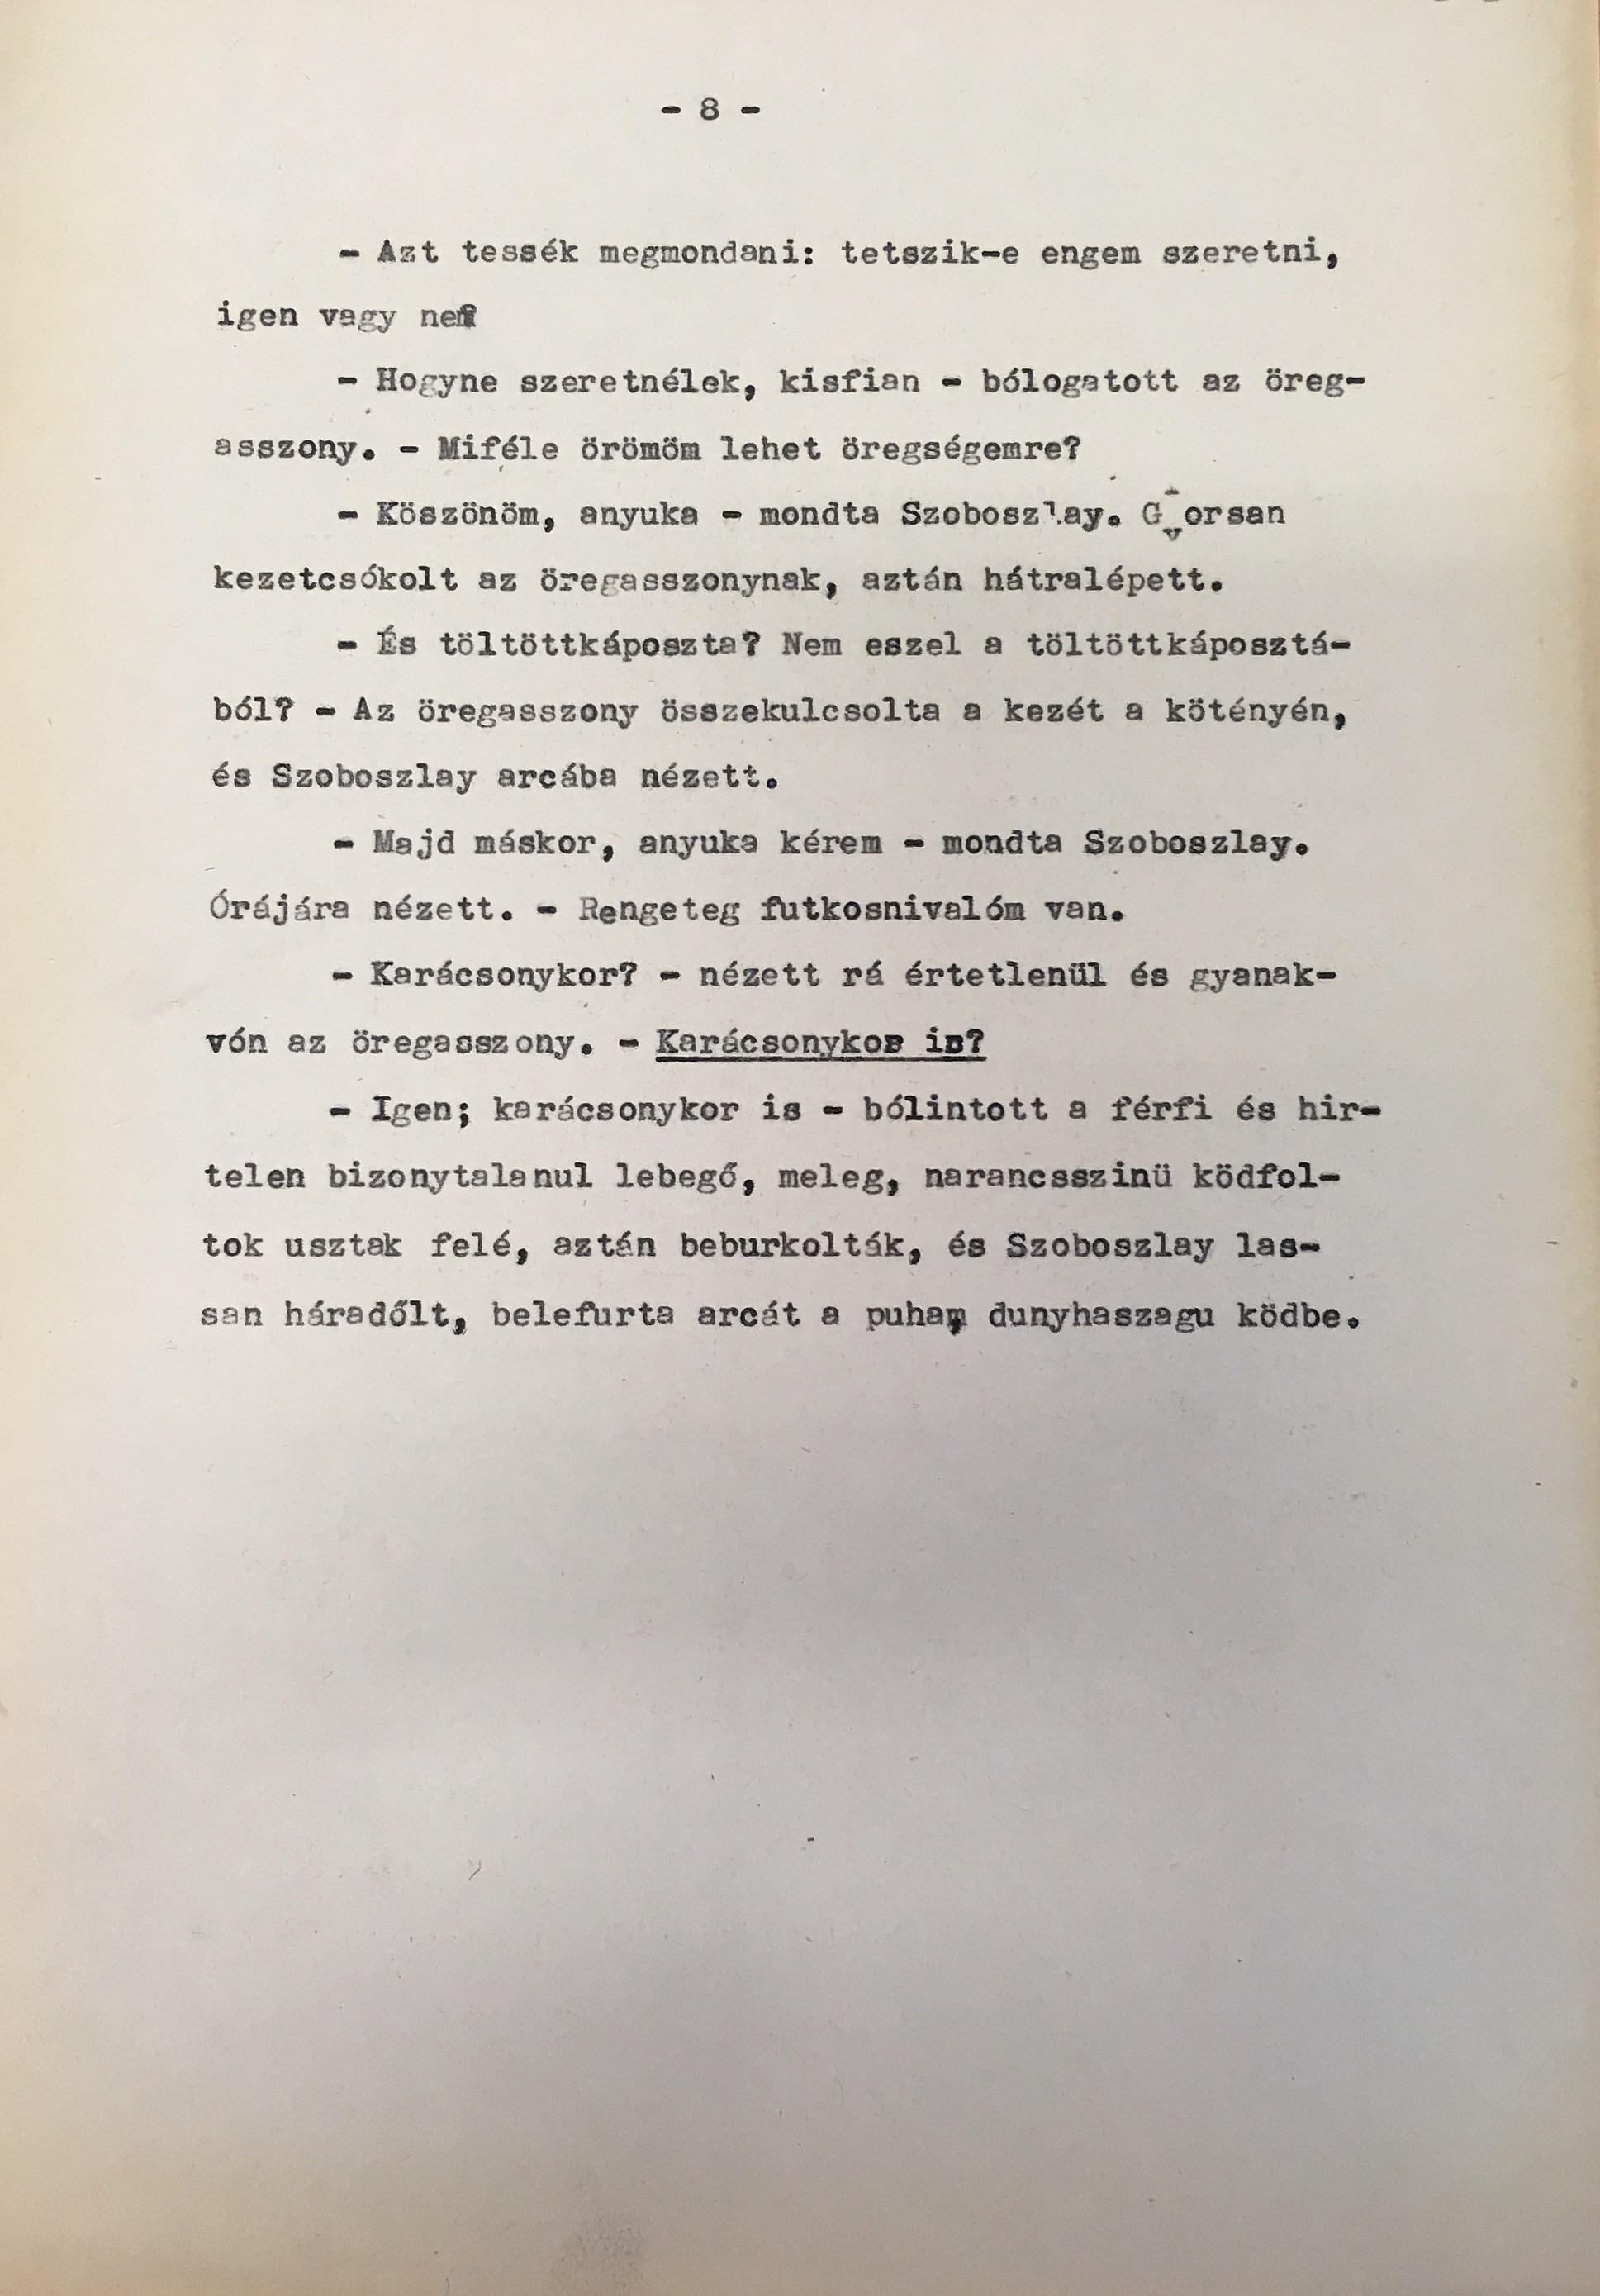 - 8 -
- Azt tessék megmondani: tetszik-e engem szeretni,
igen vagy nem?
- Hogyne szeretnélek, kisfian - bólogatott az öreg-
asszony. - Miféle örömöm lehet öregségemre?
- Köszönöm, anyuka - mondta Szoboszlay. Gyorsan
kezetcsókolt az öregasszonynak, aztán hátralépett.
- És töltöttkáposzta? Nem eszel a töltöttkáposztá-
ból? - Az öregasszony összekulcsolta a kezét a kötényén,
és Szoboszlay arcába nézett.
- Majd máskor, anyuka kérem - mondta Szoboszlay.
Órájára nézett. - Rengeteg futkosnivalóm van.
- Karácsonykor? - nézett rá értetlenül és gyanak-
vón az öregasszony. - Karácsonykor is?
- Igen; karácsonykor is - bólintott a férfi és hir-
telen bizonytalanul lebegő, meleg, narancsszinü ködfol-
tok usztak felé, aztán beburkolták, és Szoboszlay las-
san háradőlt, belefurta arcát a puha, dunyhaszagu ködbe.